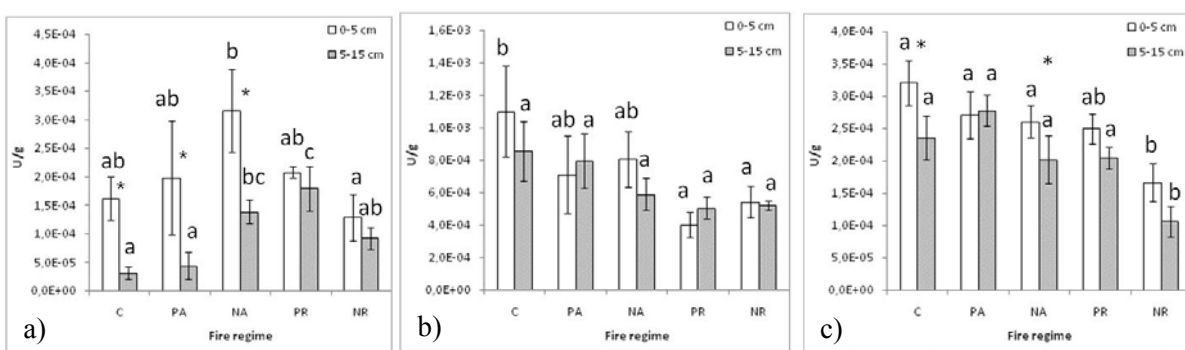 0-5 cm
5-15 cm
U/g
4,5E-04
4,0E-04
3,5E-04
3,0E-04
2,5E-04
2,0E-04
1,5E-04
1,0E-04
5,0E-05
0,0E+00
ab * a
ab * a
b * bc
ab c
a ab
C PA NA PR NR
Fire regime
a)
0-5 cm
5-15 cm
U/g
1,6E-03
1,4E-03
1,2E-03
1,0E-03
8,0E-04
6,0E-04
4,0E-04
2,0E-04
0,0E+00
b a
ab a
ab a
a a
a a
C PA NA PR NR
Fire regime
b)
0-5 cm
5-15 cm
U/g
4,0E-04
3,5E-04
3,0E-04
2,5E-04
2,0E-04
1,5E-04
1,0E-04
5,0E-05
0,0E+00
a * a
a a
a * a
ab a
b b
C PA NA PR NR
Fire regime
c)